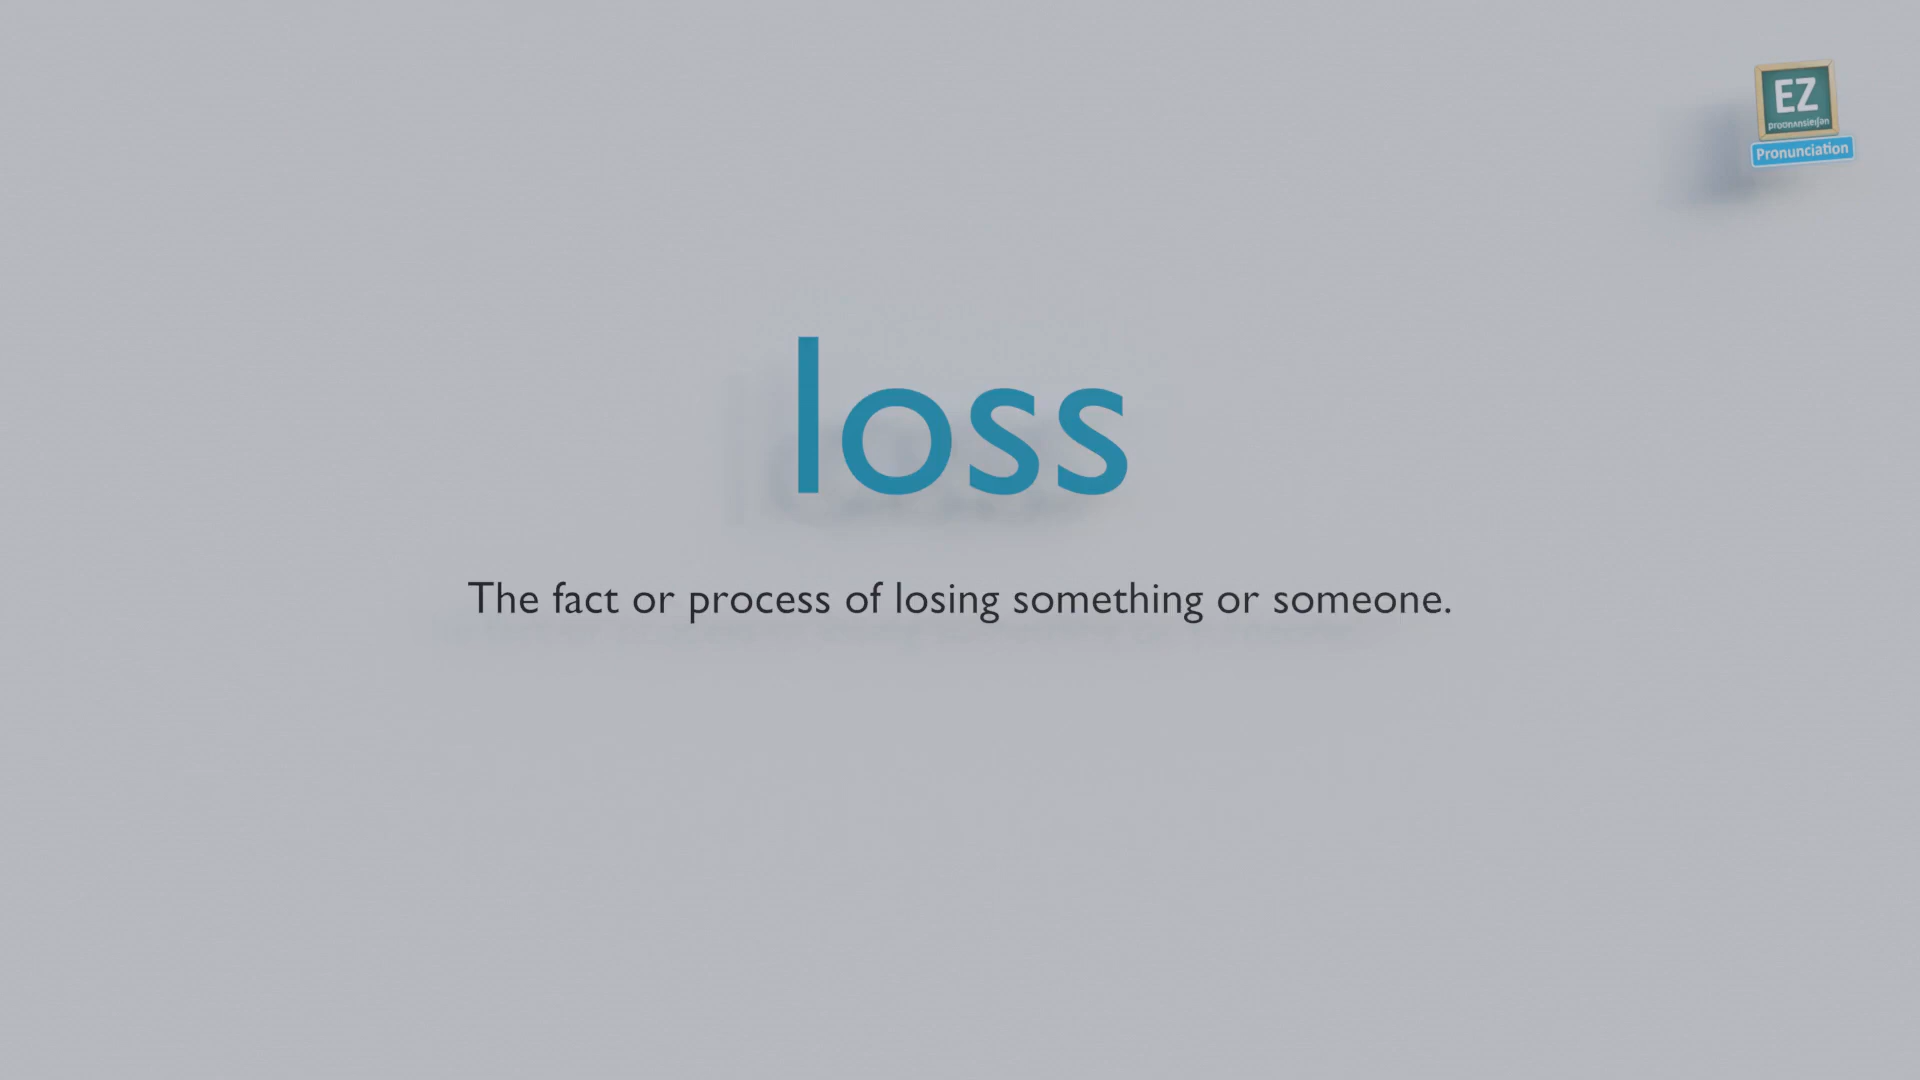 EZ
Pronunciation
loss
The fact or process of losing something or someone.